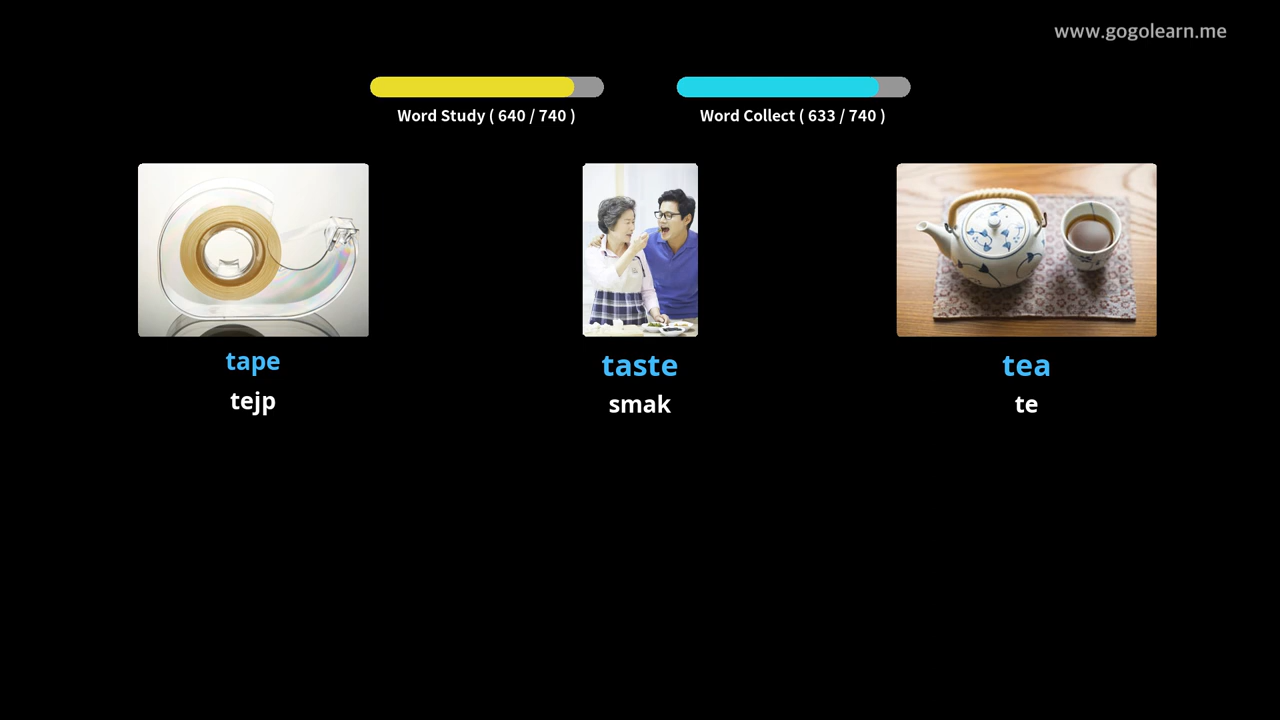 www.gogolearn.me
Word Study ( 640 / 740 )
Word Collect ( 633 / 740 )
tape
tejp
taste
smak
tea
te